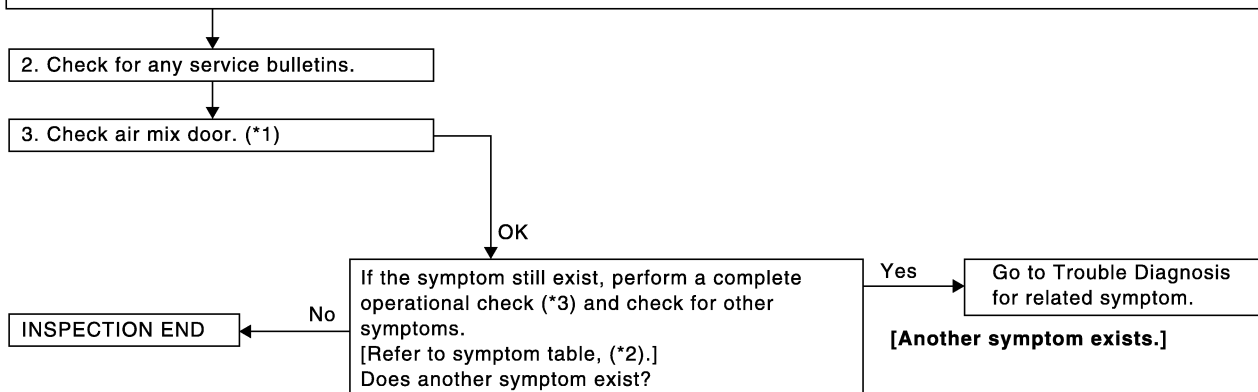 2. Check for any service bulletins.
3. Check air mix door. (*1)
OK
If the symptom still exist, perform a complete
operational check (*3) and check for other
symptoms.
[Refer to symptom table, (*2).]
Does another symptom exist?
Yes
Go to Trouble Diagnosis
for related symptom.
[Another symptom exists.]
No
INSPECTION END